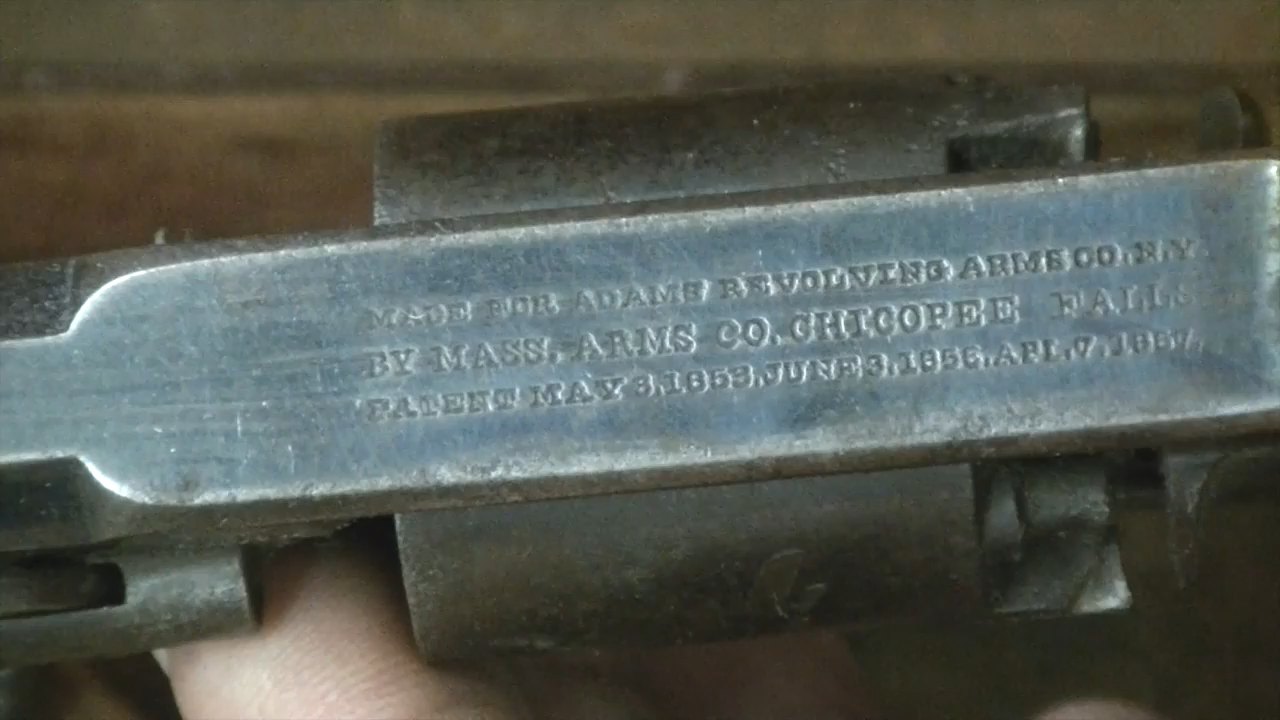 MADE FOR ADAMS REVOLVING ARMS CO. N.Y
BY MASS. ARMS CO. CHICOPEE FALLS
PATENT MAY 3, 1853, JUNE 3, 1856, APL. 7, 1857.